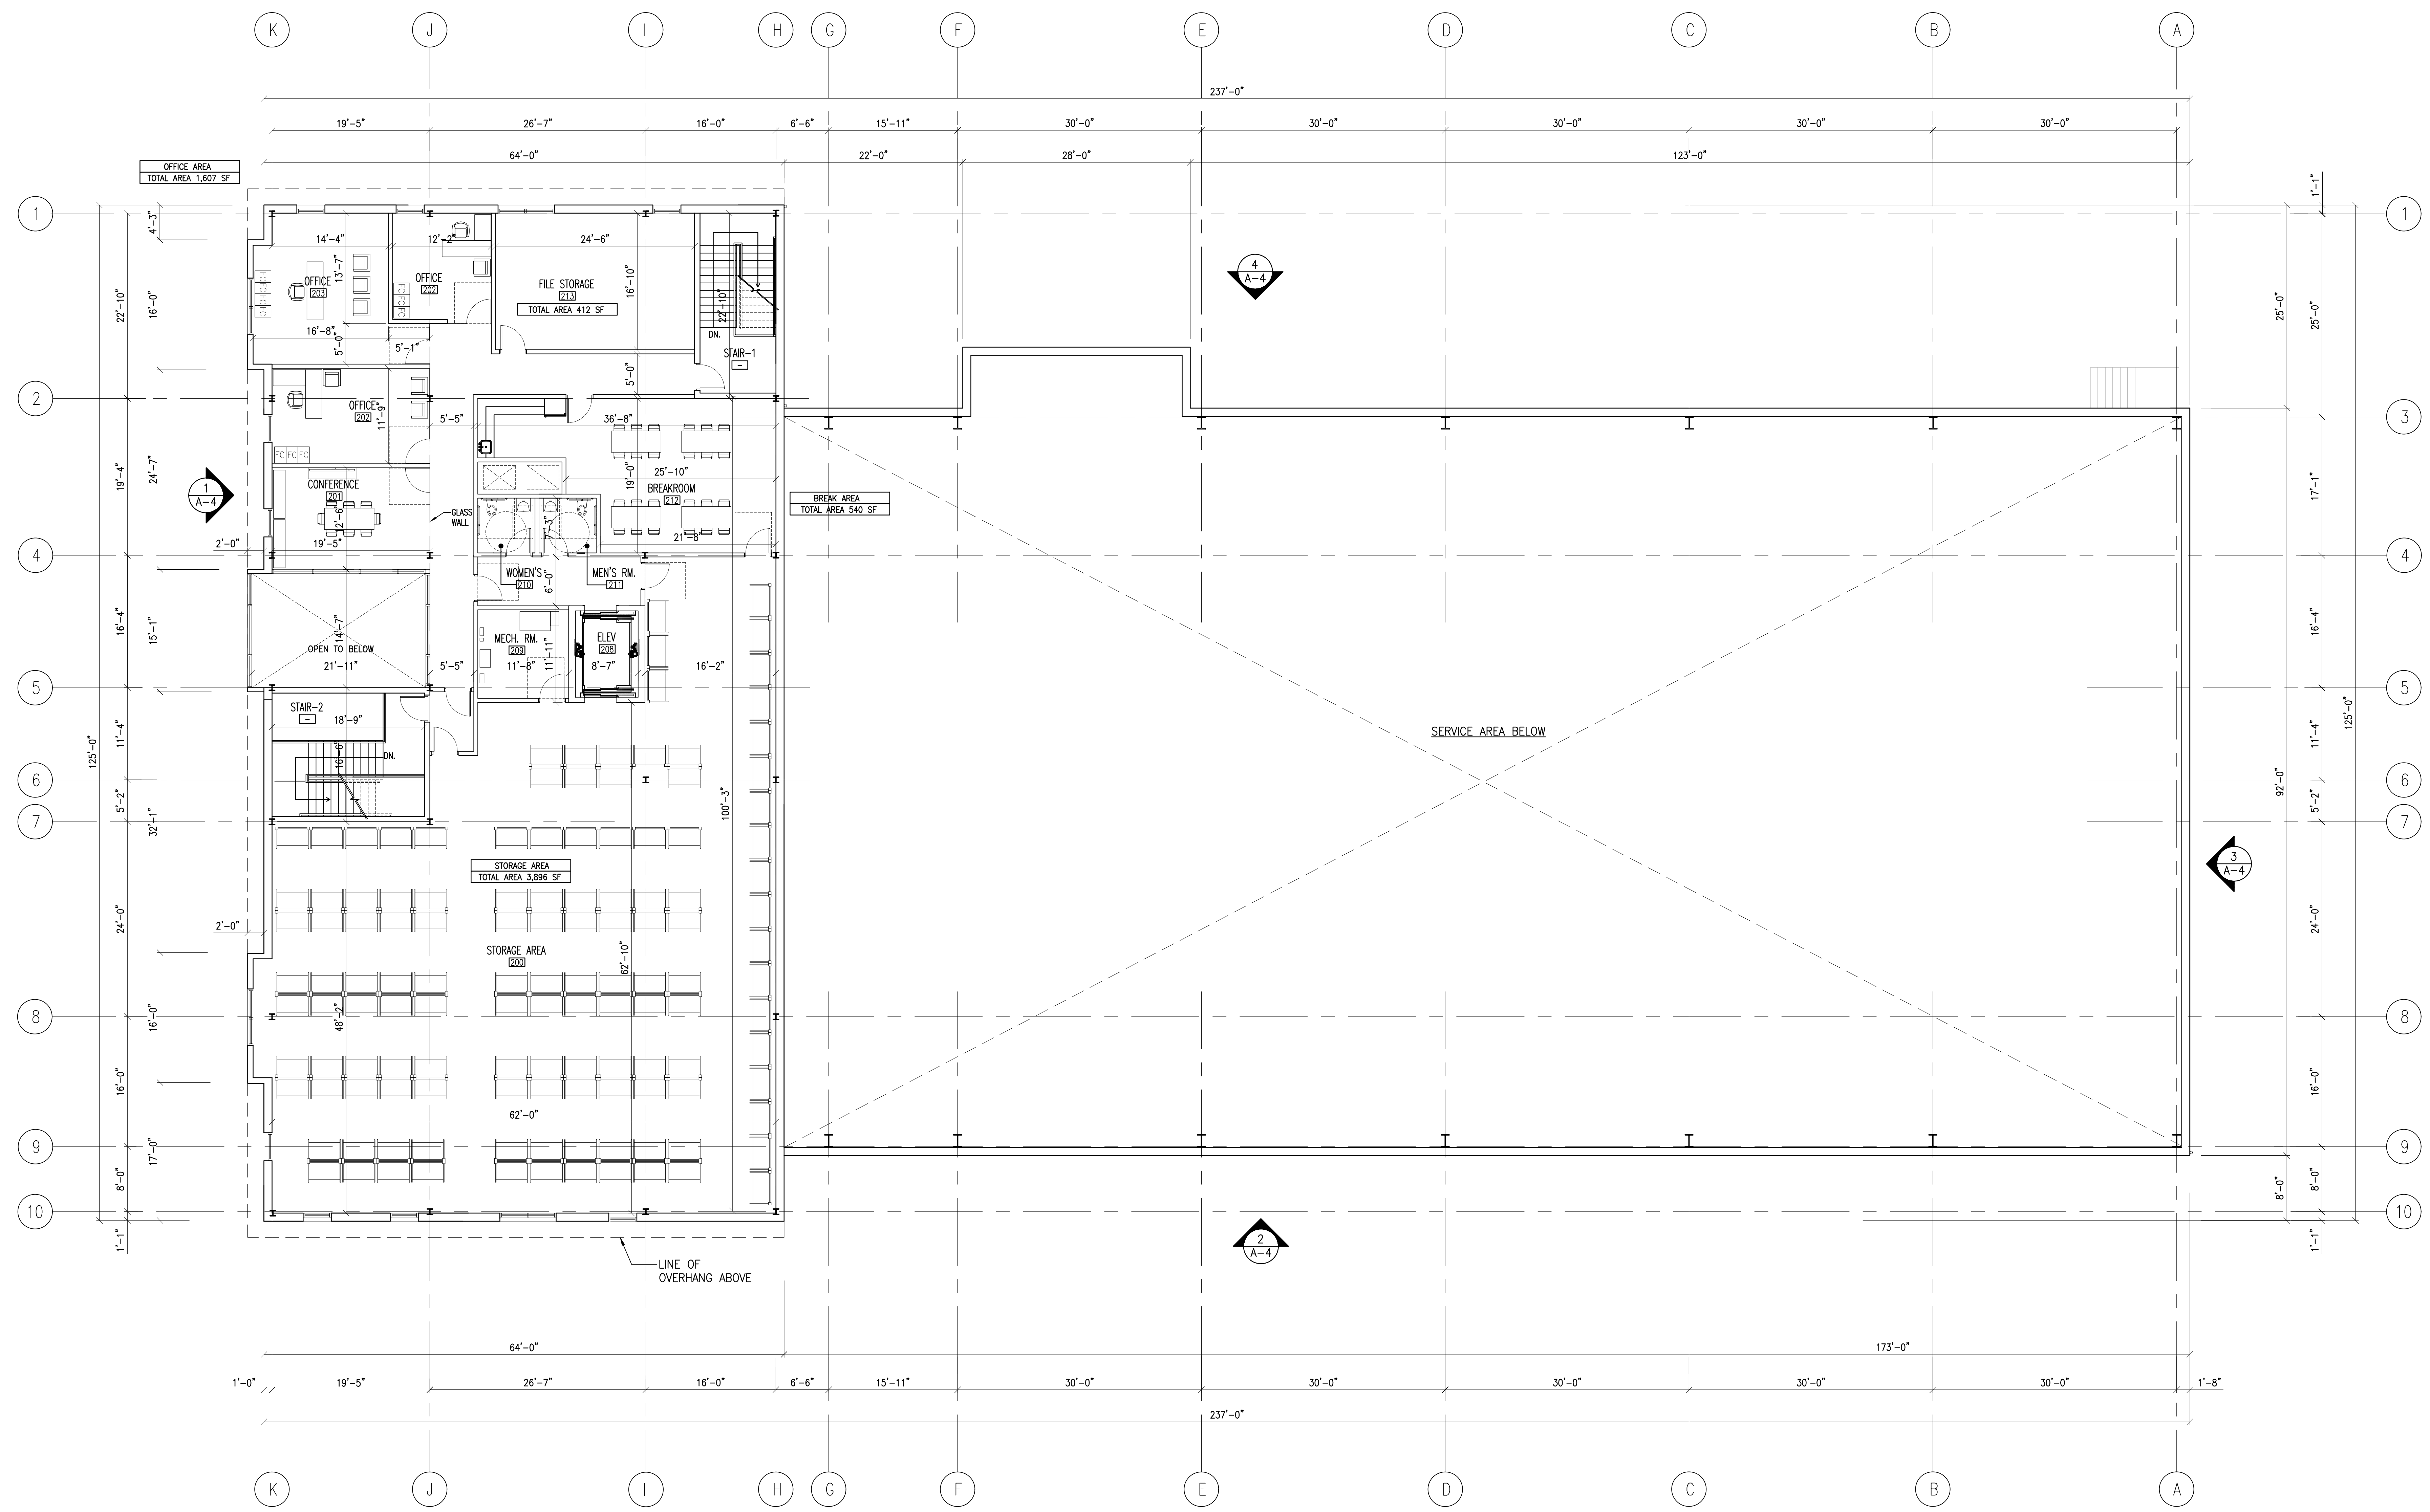 K J I H G F E D C B A
237'-0"
19'-5" 26'-7" 16'-0" 6'-6" 15'-11" 30'-0" 30'-0" 30'-0" 30'-0" 30'-0"
64'-0" 22'-0" 28'-0" 123'-0"
OFFICE AREA
TOTAL AREA 1,607 SF
1'-1"
1 1
4'-3"
14'-4" 12'-2" 24'-6"
13'-7"
4
A-4
OFFICE
203
OFFICE
202
FILE STORAGE
213
TOTAL AREA 412 SF
16'-10"
22'-10"
FC FC FC FC
FC FC FC
22'-10" 16'-0"
25'-0" 25'-0"
16'-8"
5'-0"
5'-1"
DN.
STAIR-1
-
5'-0"
2 3
OFFICE
202
11'-9"
5'-5" 36'-8"
FC FC FC
19'-0"
25'-10"
19'-4" 24'-7"
17'-1"
CONFERENCE
201
BREAKROOM
212
1
A-4
BREAK AREA
TOTAL AREA 540 SF
GLASS
WALL
12'-6"
7'-3"
2'-0" 19'-5" 21'-8"
4 4
WOMEN'S
210
MEN'S RM.
211
6'-0"
16'-4" 15'-1"
16'-4"
14'-7"
OPEN TO BELOW
MECH. RM.
209
ELEV
208
11'-11"
21'-11" 5'-5" 11'-8" 8'-7" 16'-2"
5 5
STAIR-2
-
18'-9"
125'-0" 11'-4"
11'-4" 125'-0"
SERVICE AREA BELOW
16'-6"
DN.
6 6
100'-3"
92'-0"
5'-2" 32'-1"
5'-2"
7 7
STORAGE AREA
TOTAL AREA 3,896 SF
3
A-4
24'-0"
24'-0"
2'-0"
STORAGE AREA
200
62'-10"
8 8
48'-2"
16'-0"
16'-0"
16'-0"
62'-0"
9 9
17'-0"
8'-0"
8'-0" 8'-0"
10 10
1'-1"
1'-1"
2
A-4
LINE OF
OVERHANG ABOVE
64'-0" 173'-0"
1'-0" 19'-5" 26'-7" 16'-0" 6'-6" 15'-11" 30'-0" 30'-0" 30'-0" 30'-0" 30'-0" 1'-8"
237'-0"
K J I H G F E D C B A